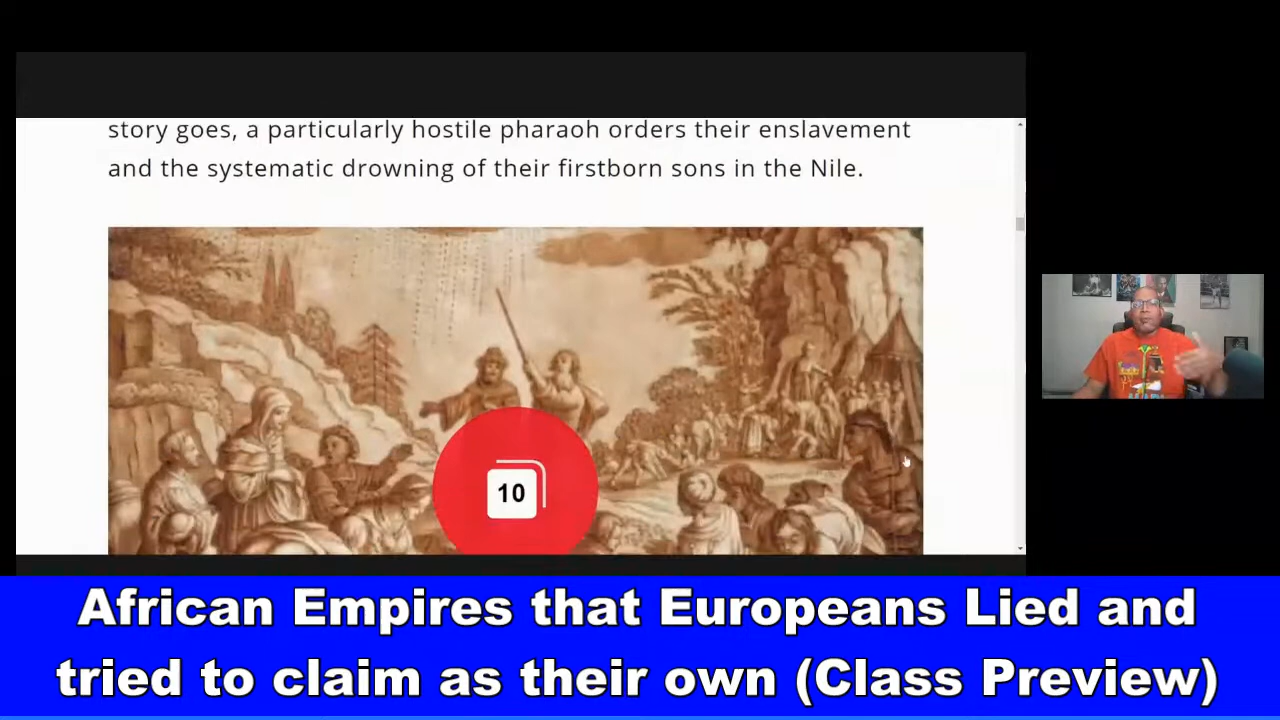 story goes, a particularly hostile pharaoh orders their enslavement
and the systematic drowning of their firstborn sons in the Nile.
10
African Empires that Europeans Lied and
tried to claim as their own (Class Preview)